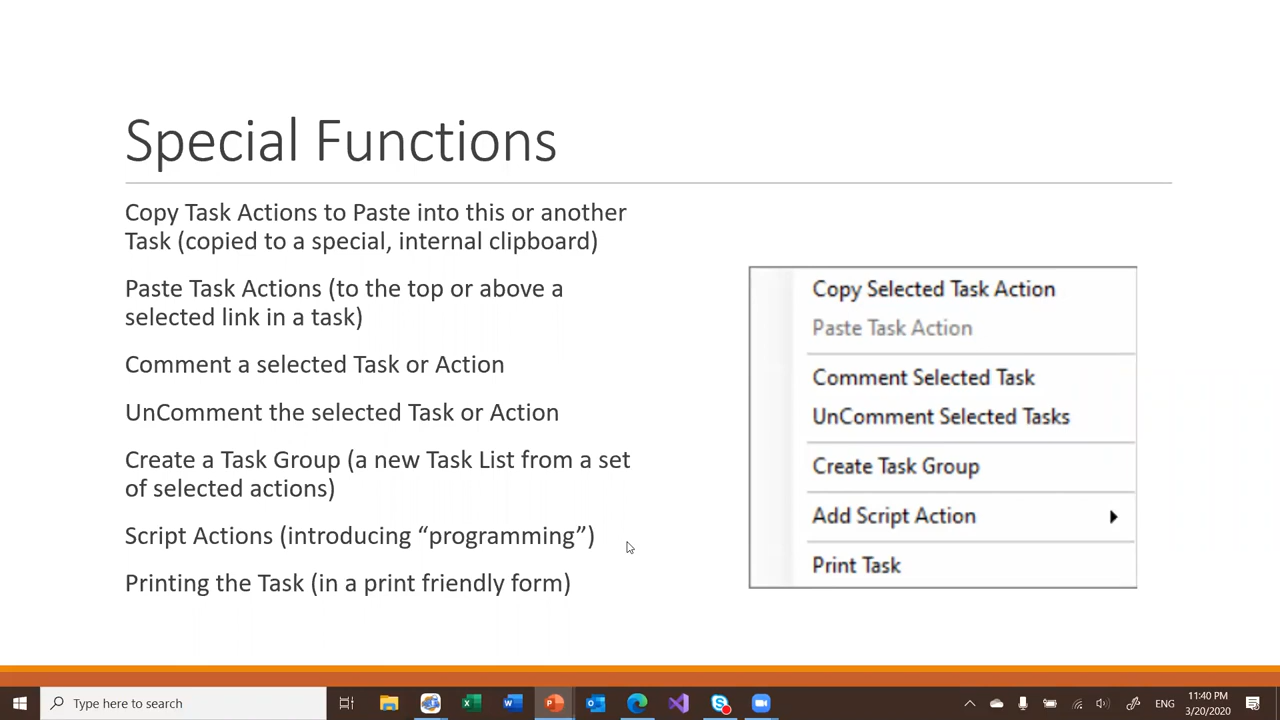 Special Functions
Copy Task Actions to Paste into this or another
Task (copied to a special, internal clipboard)
Paste Task Actions (to the top or above a
selected link in a task)
Comment a selected Task or Action
UnComment the selected Task or Action
Create a Task Group (a new Task List from a set
of selected actions)
Script Actions (introducing “programming”)
Printing the Task (in a print friendly form)
Copy Selected Task Action
Paste Task Action
Comment Selected Task
UnComment Selected Tasks
Create Task Group
Add Script Action
Print Task
Type here to search
ENG
11:40 PM
3/20/2020